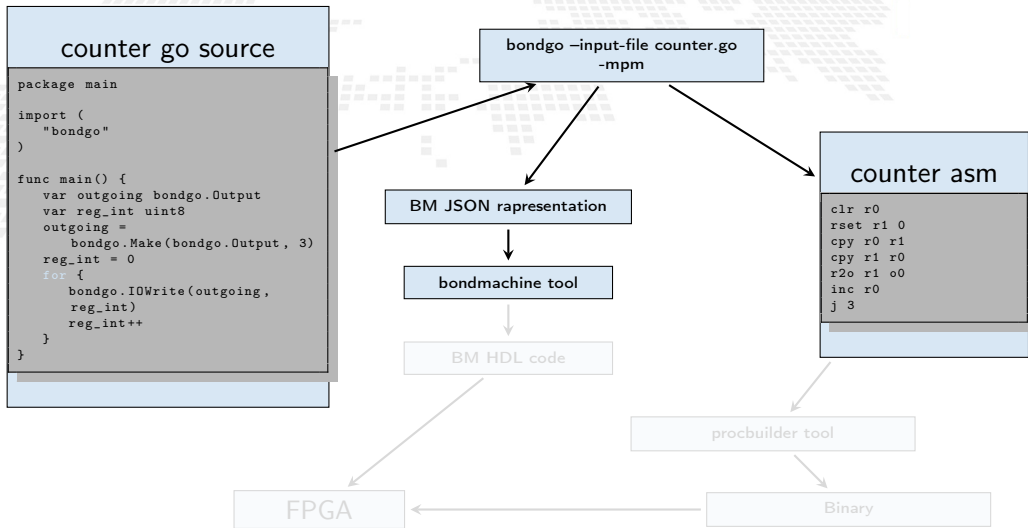 counter go source
package main
import (
"bondgo"
)
func main() {
var outgoing bondgo.Output
var reg_int uint8
outgoing =
bondgo.Make(bondgo.Output, 3)
reg_int = 0
for {
bondgo.IOWrite(outgoing,
reg_int)
reg_int++
}
}
bondgo –input-file counter.go
-mpm
BM JSON rapresentation
bondmachine tool
BM HDL code
FPGA
counter asm
clr r0
rset r1 0
cpy r0 r1
cpy r1 r0
r2o r1 o0
inc r0
j 3
procbuilder tool
Binary